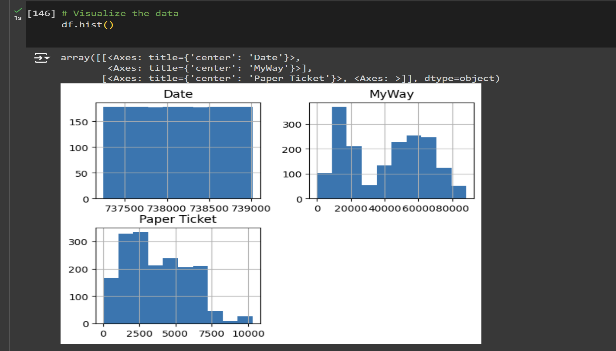 [146] # Visualize the data
df.hist()
1s
array([[<Axes: title={'center': 'Date'}>,
<Axes: title={'center': 'MyWay'}>],
[<Axes: title={'center': 'Paper Ticket'}>, <Axes: >]], dtype=object)
Date
150
100
50
0
737500 738000 738500 739000
MyWay
300
200
100
0
0 20000 40000 60000 80000
Paper Ticket
300
200
100
0
0 2500 5000 7500 10000